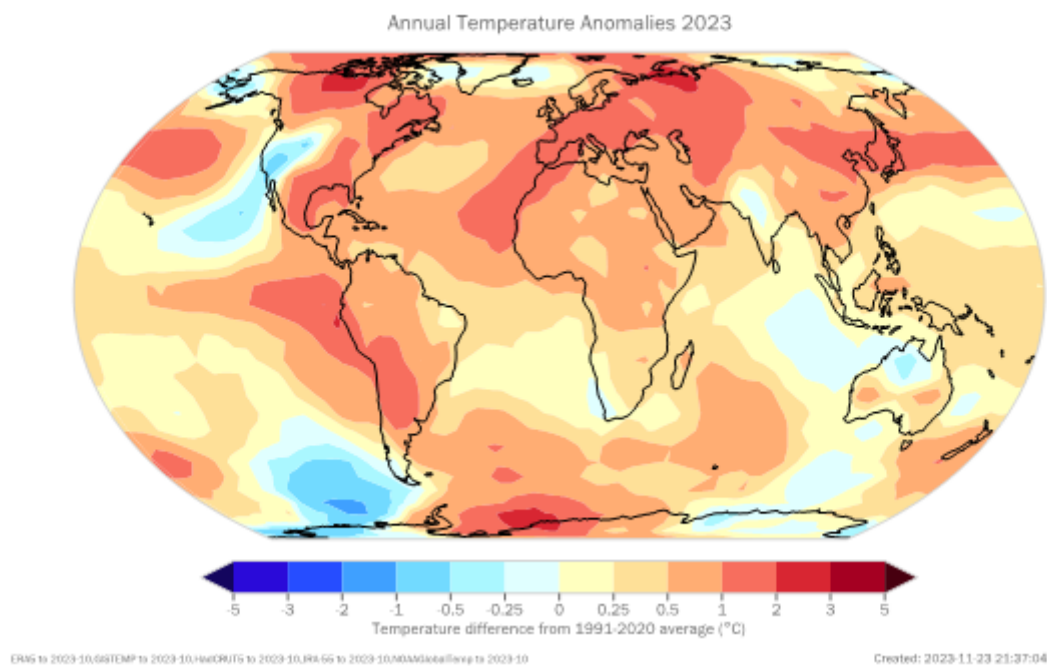 Annual Temperature Anomalies 2023
-5 -3 -2 -1 -0.5 -0.25 0 0.25 0.5 1 2 3 5
Temperature difference from 1991-2020 average (°C)
ERA5 to 2023-10,GISTEMP to 2023-10,HadCRUT5 to 2023-10,JRA-55 to 2023-10,NOAAGlobalTemp to 2023-10
Created: 2023-11-23 21:37:04